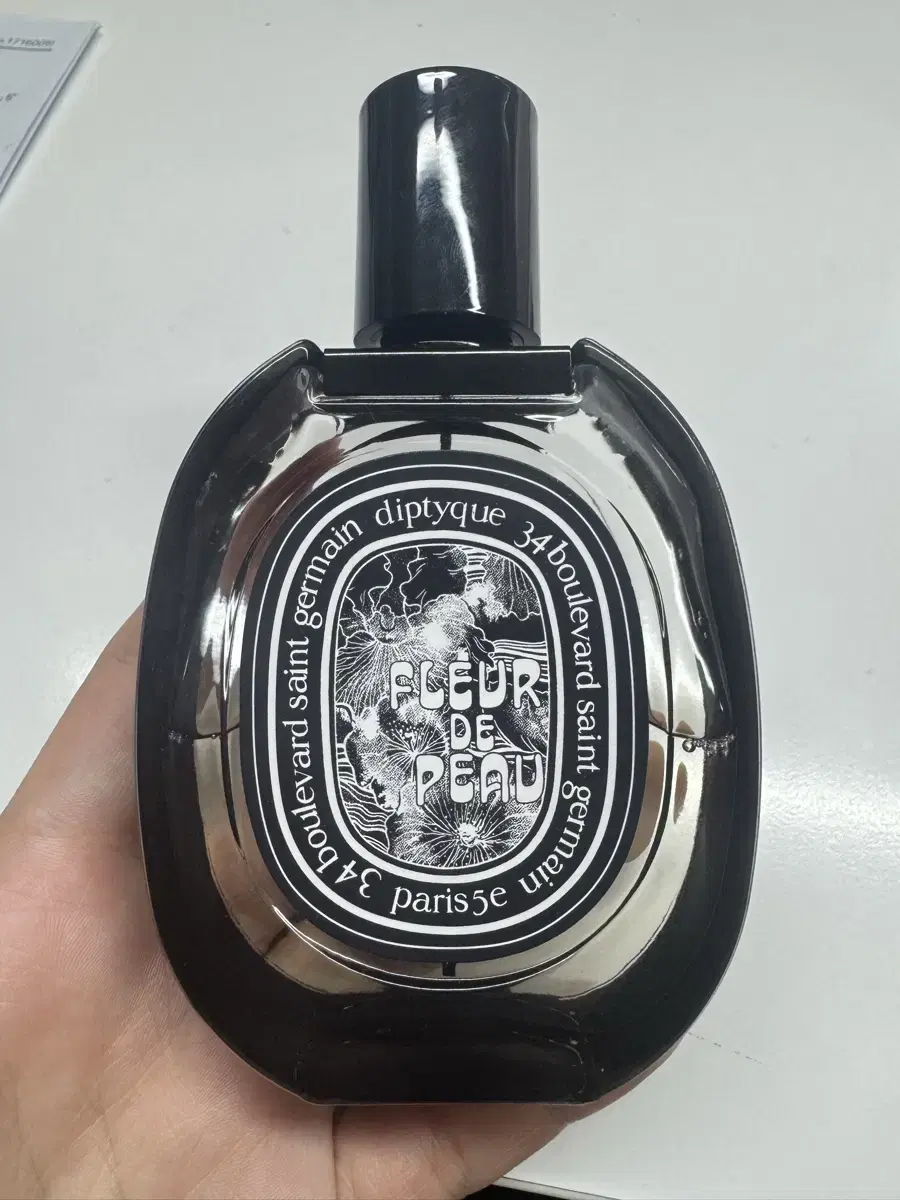 diptyque 34 boulevard saint germain paris 5e 34 boulevard saint germain
FLEUR
DE
PEAU